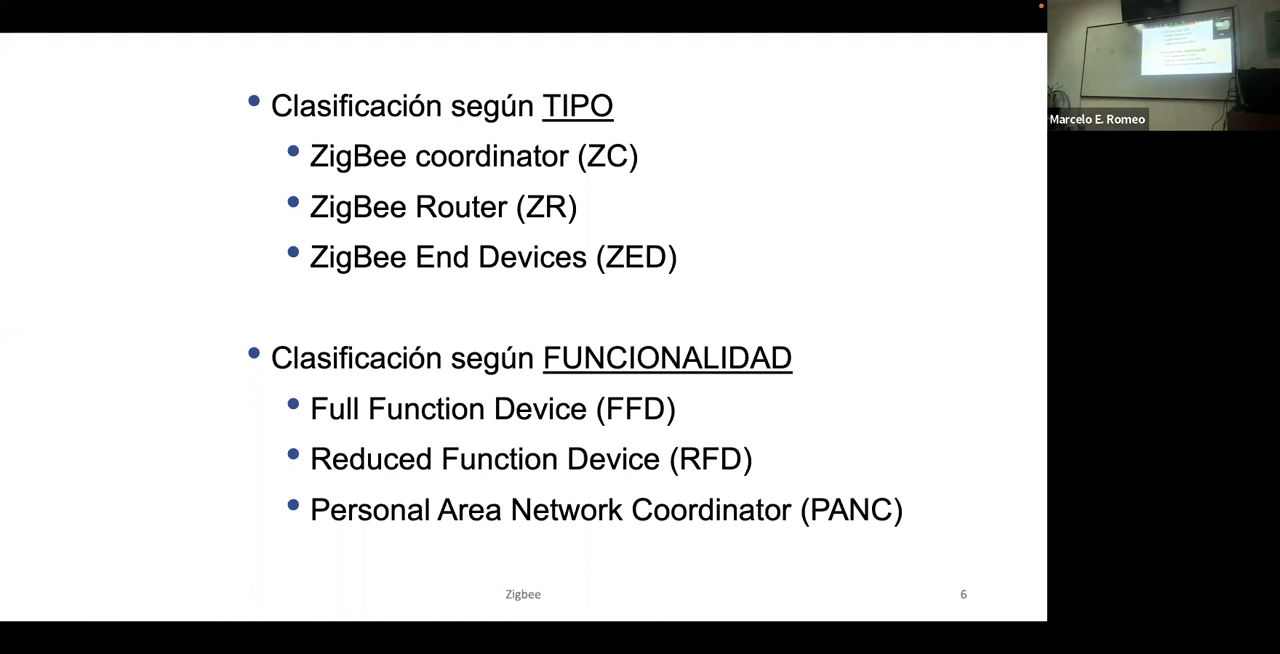 Clasificación según TIPO
ZigBee coordinator (ZC)
ZigBee Router (ZR)
ZigBee End Devices (ZED)
Clasificación según FUNCIONALIDAD
Full Function Device (FFD)
Reduced Function Device (RFD)
Personal Area Network Coordinator (PANC)
Zigbee
6
Marcelo E. Romeo